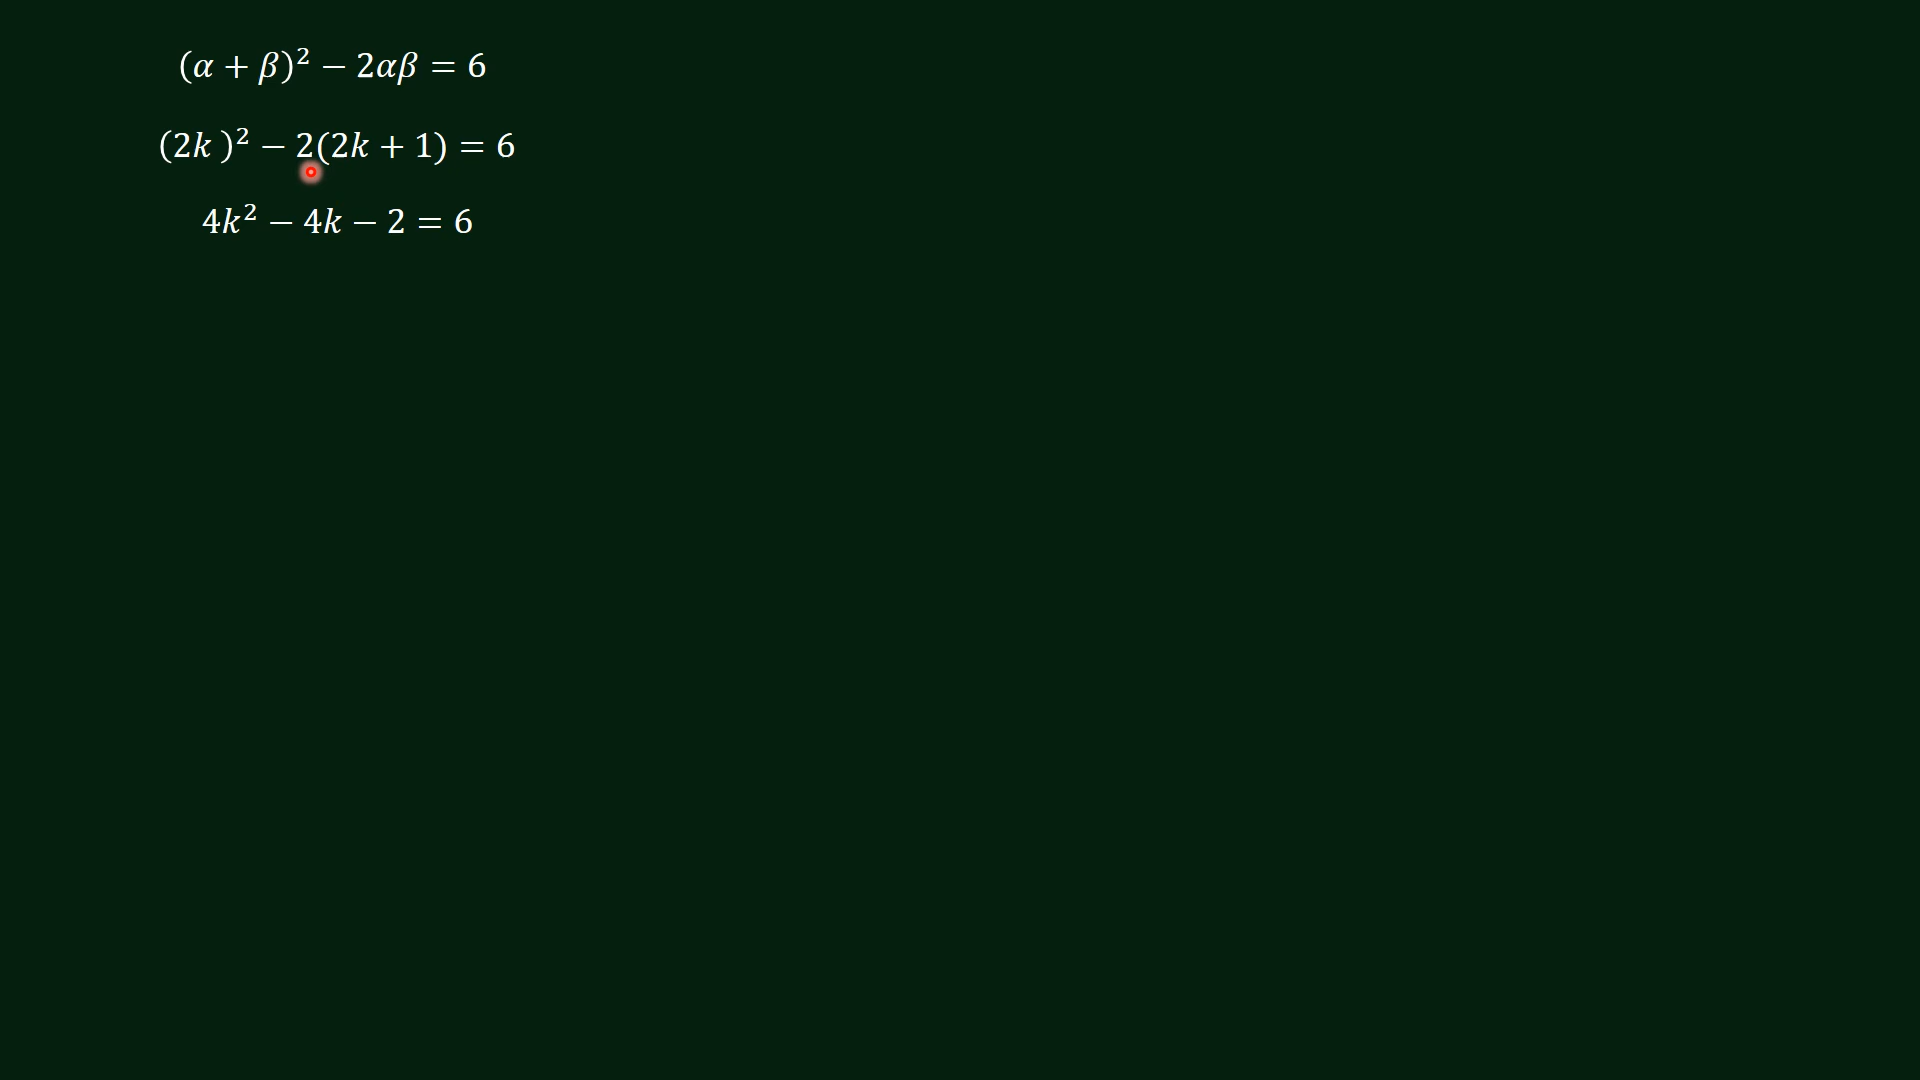 (α + β)² − 2αβ = 6
(2k )² − 2(2k + 1) = 6
4k² − 4k − 2 = 6